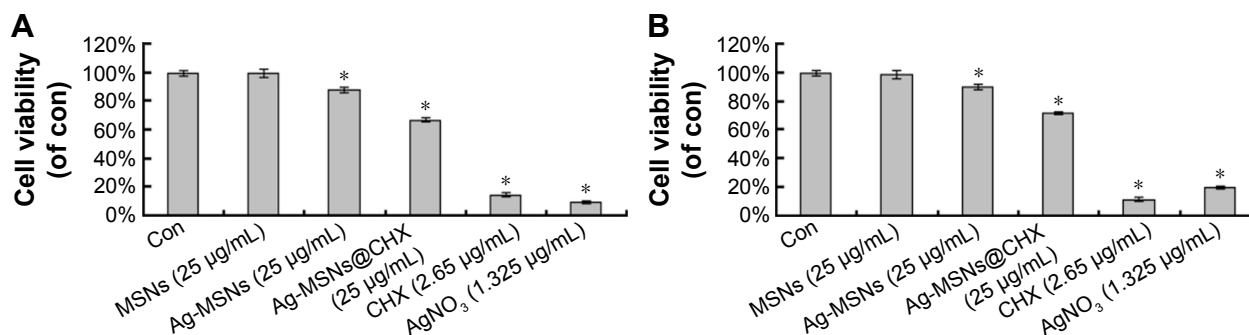 A
Cell viability
(of con)
120%
100%
80%
60%
40%
20%
0%
*
*
*
*
Con
MSNs (25 µg/mL)
Ag-MSNs (25 µg/mL)
Ag-MSNs@CHX
(25 µg/mL)
CHX (2.65 µg/mL)
AgNO₃ (1.325 µg/mL)
B
Cell viability
(of con)
120%
100%
80%
60%
40%
20%
0%
*
*
*
*
Con
MSNs (25 µg/mL)
Ag-MSNs (25 µg/mL)
Ag-MSNs@CHX
(25 µg/mL)
CHX (2.65 µg/mL)
AgNO₃ (1.325 µg/mL)